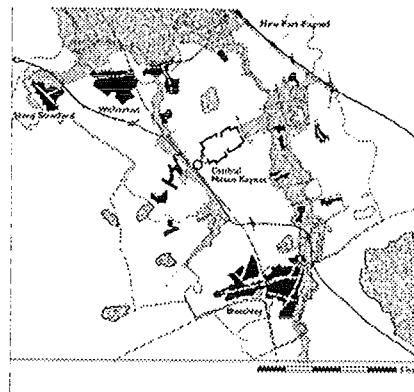 New Port Pagnell
Stony Stratford
Wolverton
Central
Milton Keynes
Bletchley